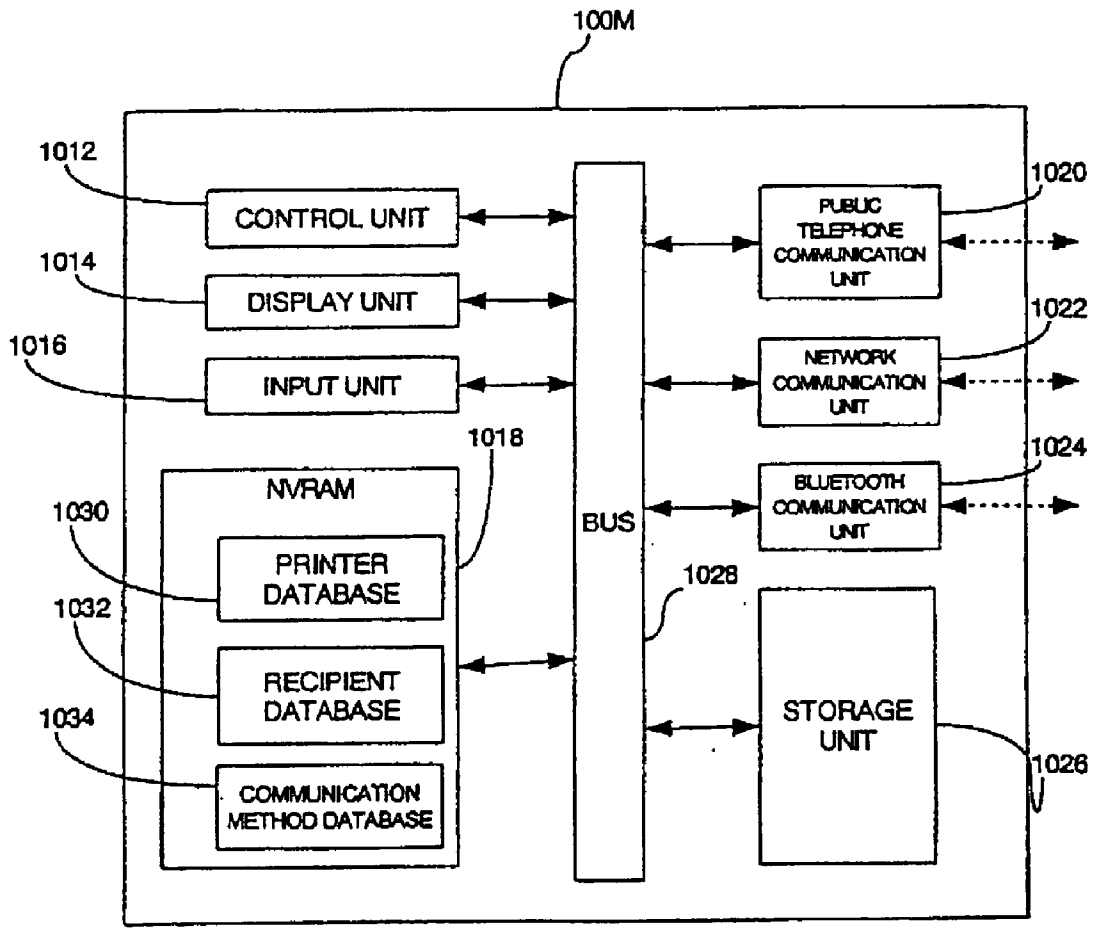 100M
1012
CONTROL UNIT
1014
DISPLAY UNIT
1016
INPUT UNIT
1018
NVRAM
1030
PRINTER
DATABASE
1032
RECIPIENT
DATABASE
1034
COMMUNICATION
METHOD DATABASE
BUS
1028
1020
PUBLIC
TELEPHONE
COMMUNICATION
UNIT
1022
NETWORK
COMMUNICATION
UNIT
1024
BLUETOOTH
COMMUNICATION
UNIT
STORAGE
UNIT
1026